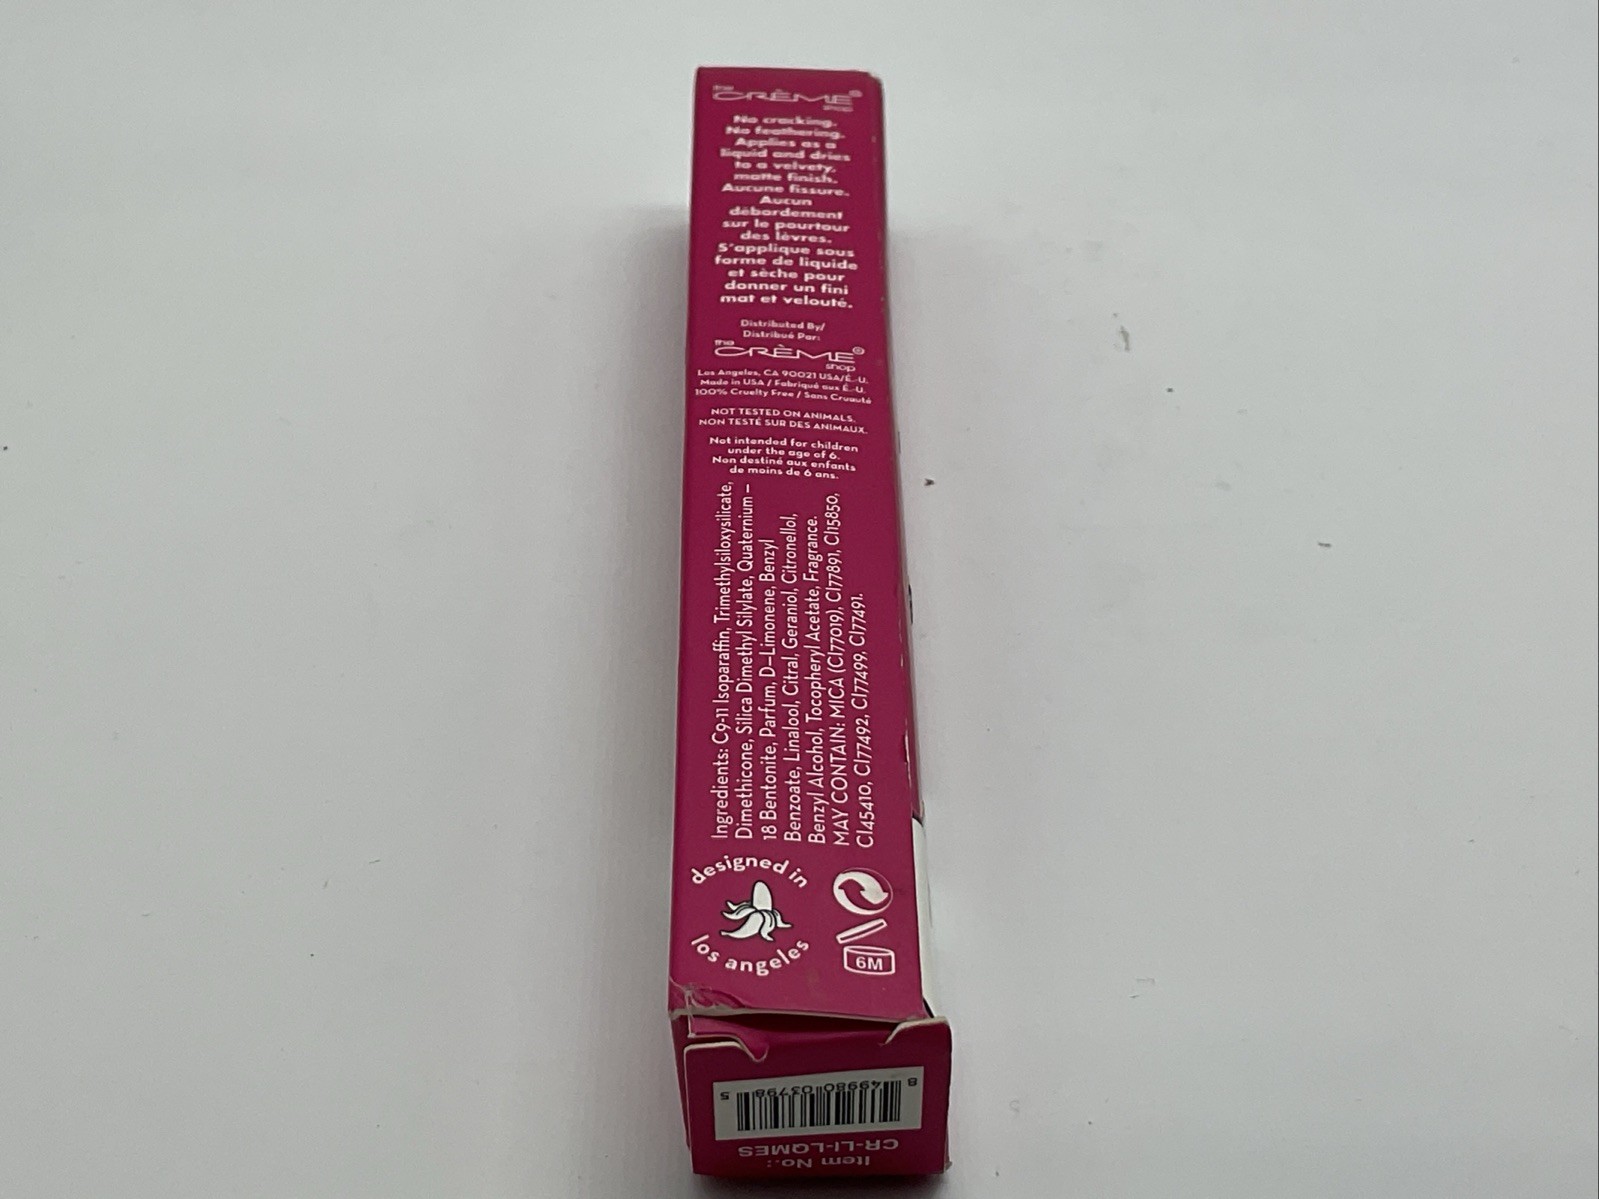 the
CRÈME®
shop
No cracking.
No feathering.
Applies as a
liquid and dries
to a velvety,
matte finish.
Aucune fissure.
Aucun
débordement
sur le pourtour
des lèvres.
S'applique sous
forme de liquide
et sèche pour
donner un fini
mat et velouté.
Distributed By/
Distribué Par:
the
CRÈME®
shop
Los Angeles, CA 90021 USA/É.-U.
Made in USA / Fabriqué aux É.-U.
100% Cruelty Free / Sans Cruauté
NOT TESTED ON ANIMALS.
NON TESTÉ SUR DES ANIMAUX.
Not intended for children
under the age of 6.
Non destiné aux enfants
de moins de 6 ans.
Ingredients: C9-11 Isoparaffin, Trimethylsiloxysilicate,
Dimethicone, Silica Dimethyl Silylate, Quaternium –
18 Bentonite, Parfum, D-Limonene, Benzyl
Benzoate, Linalool, Citral, Geraniol, Citronellol,
Benzyl Alcohol, Tocopheryl Acetate, Fragrance.
MAY CONTAIN: MICA (CI77019), CI77891, CI15850,
CI45410, CI77492, CI77499, CI77491.
designed in
los angeles
6M
8 49980 03798 5
Item No.:
CR-LI-LQMES